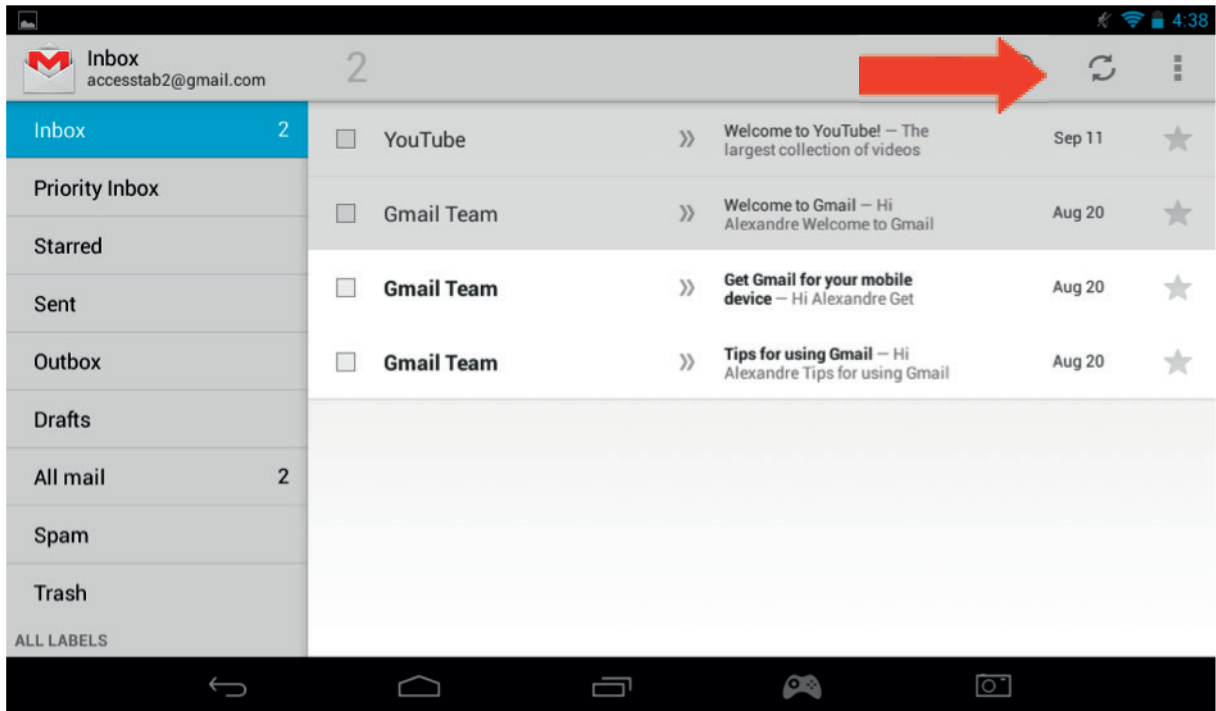 4:38
Inbox
accesstab2@gmail.com
2
Inbox 2
Priority Inbox
Starred
Sent
Outbox
Drafts
All mail 2
Spam
Trash
ALL LABELS
YouTube Welcome to YouTube! — The Sep 11
largest collection of videos
Gmail Team Welcome to Gmail — Hi Aug 20
Alexandre Welcome to Gmail
Gmail Team Get Gmail for your mobile Aug 20
device — Hi Alexandre Get
Gmail Team Tips for using Gmail — Hi Aug 20
Alexandre Tips for using Gmail